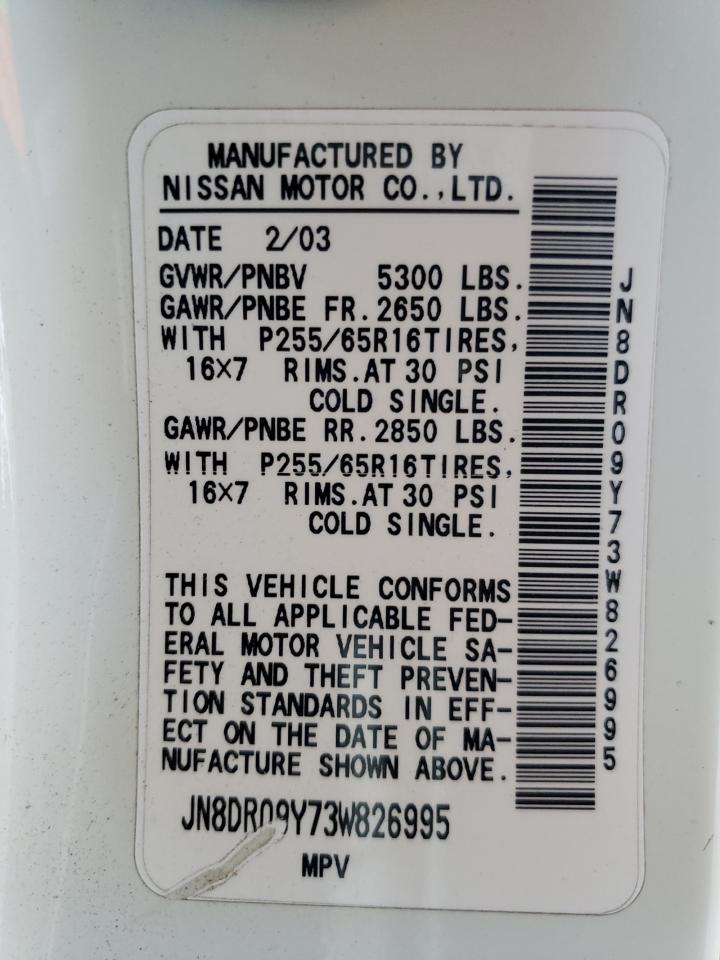 MANUFACTURED BY
NISSAN MOTOR CO.,LTD.
DATE 2/03
GVWR/PNBV 5300 LBS.
GAWR/PNBE FR.2650 LBS.
WITH P255/65R16TIRES,
16×7 RIMS.AT 30 PSI
COLD SINGLE.
GAWR/PNBE RR.2850 LBS.
WITH P255/65R16TIRES,
16×7 RIMS.AT 30 PSI
COLD SINGLE.
THIS VEHICLE CONFORMS
TO ALL APPLICABLE FED-
ERAL MOTOR VEHICLE SA-
FETY AND THEFT PREVEN-
TION STANDARDS IN EFF-
ECT ON THE DATE OF MA-
NUFACTURE SHOWN ABOVE.
JN8DR09Y73W826995
MPV
JN8DR09Y73W826995